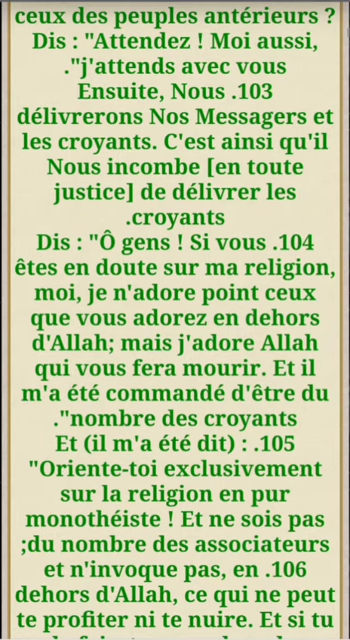 ceux des peuples antérieurs ?
Dis : "Attendez ! Moi aussi,
."j'attends avec vous
Ensuite, Nous .103
délivrerons Nos Messagers et
les croyants. C'est ainsi qu'il
Nous incombe [en toute
justice] de délivrer les
.croyants
Dis : "Ô gens ! Si vous .104
êtes en doute sur ma religion,
moi, je n'adore point ceux
que vous adorez en dehors
d'Allah; mais j'adore Allah
qui vous fera mourir. Et il
m'a été commandé d'être du
."nombre des croyants
Et (il m'a été dit) : .105
"Oriente-toi exclusivement
sur la religion en pur
monothéiste ! Et ne sois pas
;du nombre des associateurs
et n'invoque pas, en .106
dehors d'Allah, ce qui ne peut
te profiter ni te nuire. Et si tu